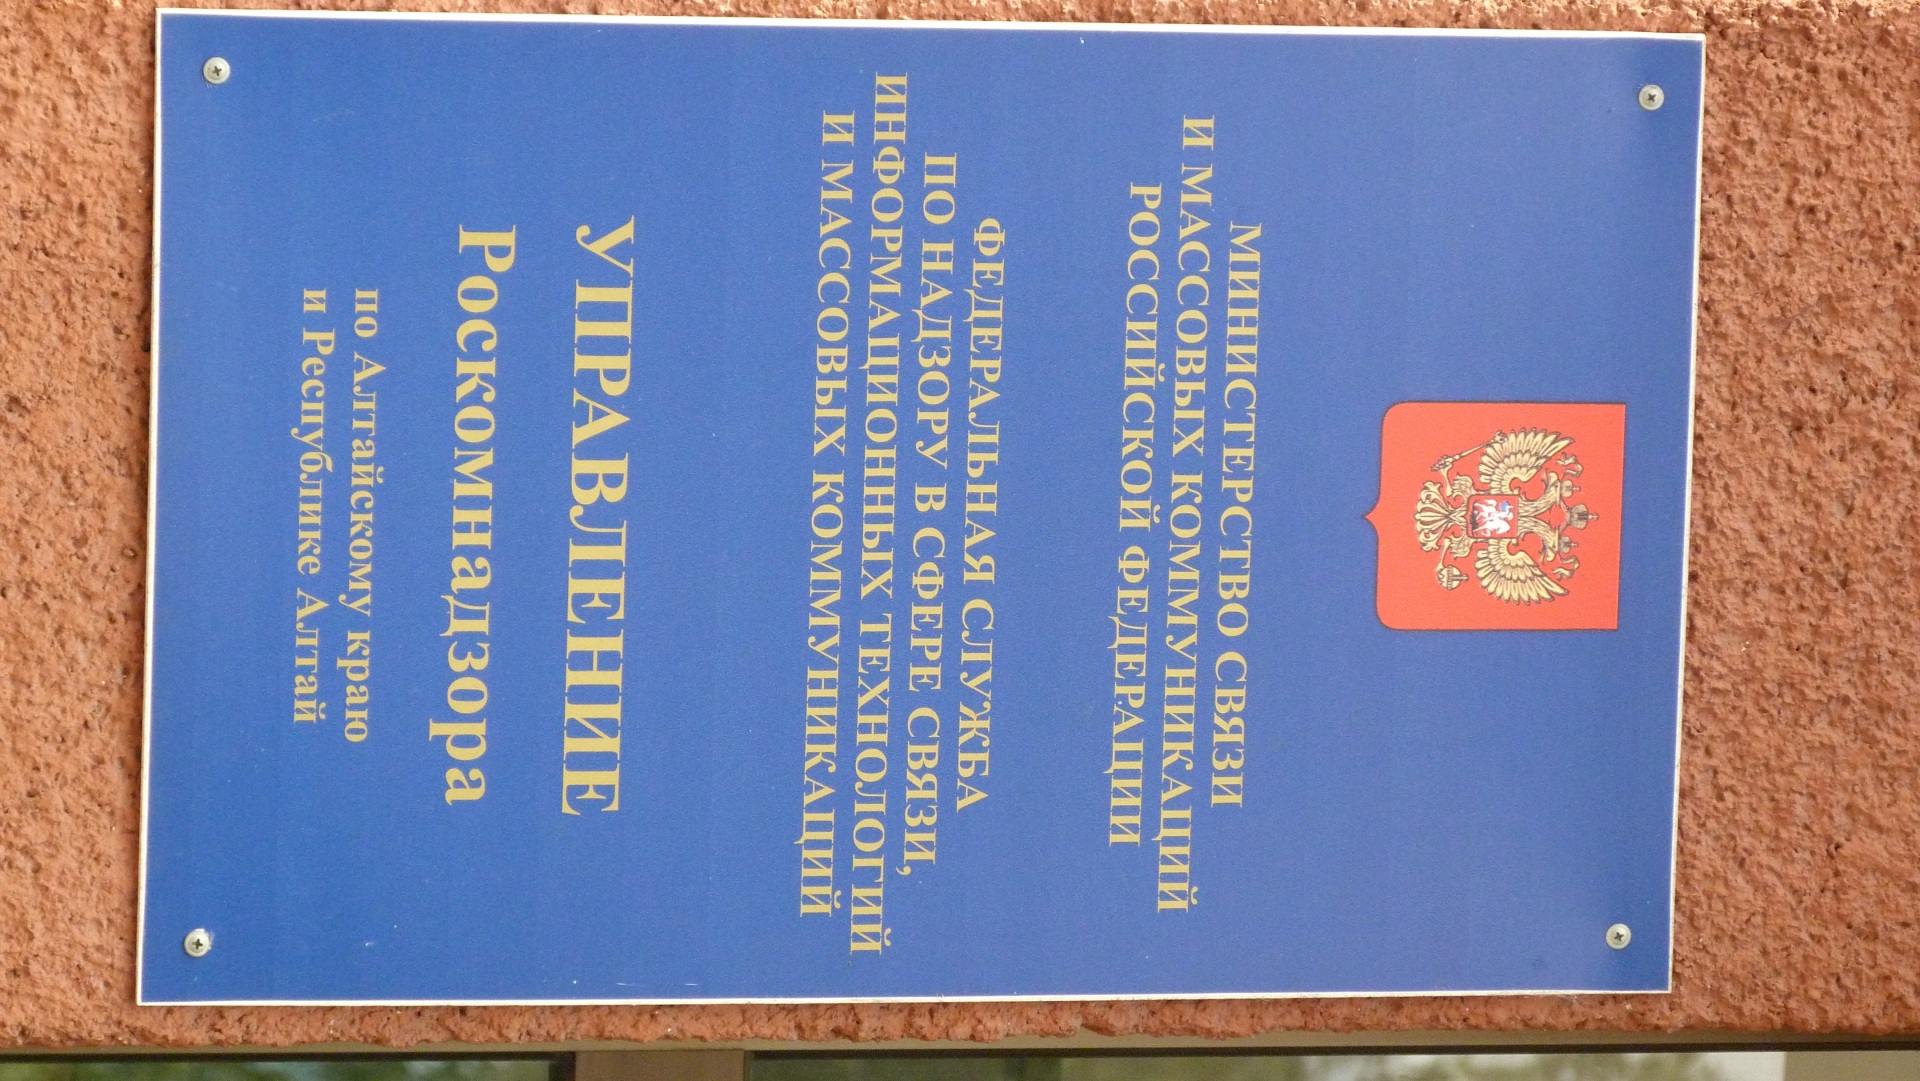 МИНИСТЕРСТВО СВЯЗИ
И МАССОВЫХ КОММУНИКАЦИЙ
РОССИЙСКОЙ ФЕДЕРАЦИИ
ФЕДЕРАЛЬНАЯ СЛУЖБА
ПО НАДЗОРУ В СФЕРЕ СВЯЗИ,
ИНФОРМАЦИОННЫХ ТЕХНОЛОГИЙ
И МАССОВЫХ КОММУНИКАЦИЙ
УПРАВЛЕНИЕ
Роскомнадзора
по Алтайскому краю
и Республике Алтай